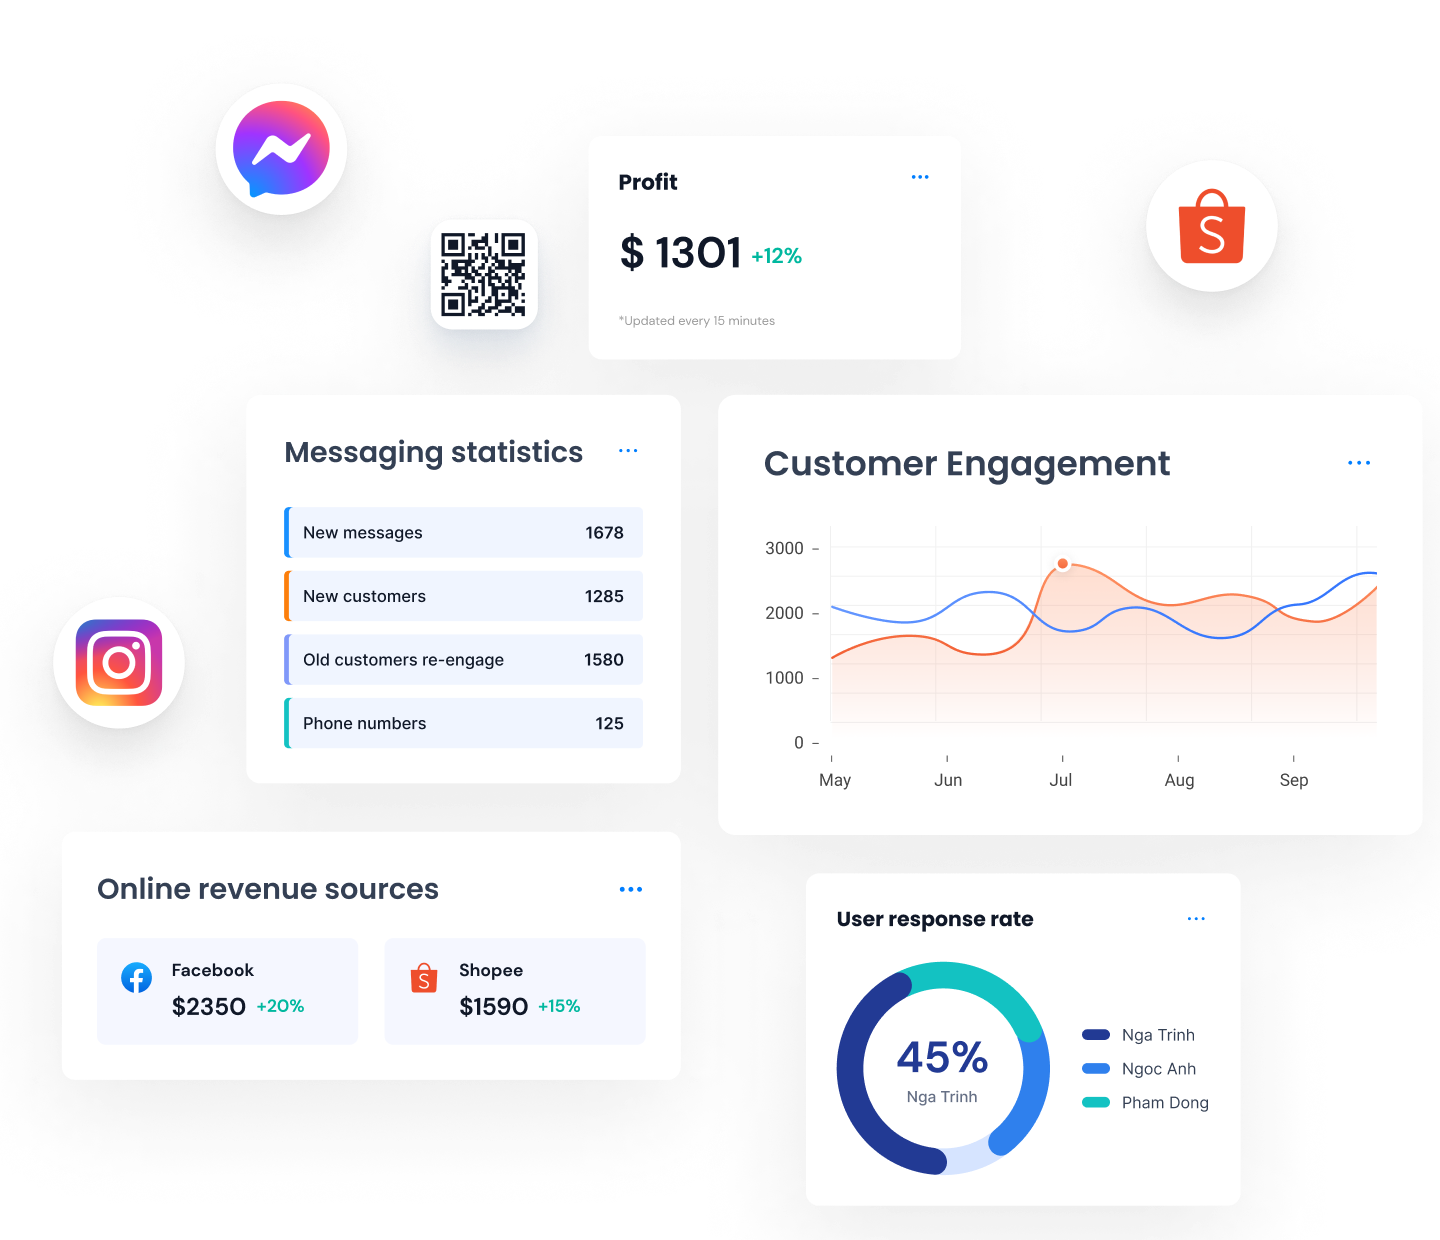 Profit
$ 1301 +12%
*Updated every 15 minutes
S
Messaging statistics
New messages 1678
New customers 1285
Old customers re-engage 1580
Phone numbers 125
Customer Engagement
3000
2000
1000
0
May Jun Jul Aug Sep
Online revenue sources
Facebook
$2350 +20%
S
Shopee
$1590 +15%
User response rate
45%
Nga Trinh
Nga Trinh
Ngoc Anh
Pham Dong